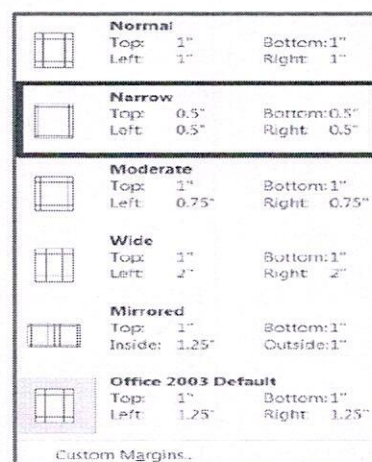 Normal
Top: 1" Bottom: 1"
Left: 1" Right: 1"
Narrow
Top: 0.5" Bottom: 0.5"
Left: 0.5" Right: 0.5"
Moderate
Top: 1" Bottom: 1"
Left: 0.75" Right: 0.75"
Wide
Top: 1" Bottom: 1"
Left: 2" Right: 2"
Mirrored
Top: 1" Bottom: 1"
Inside: 1.25" Outside: 1"
Office 2003 Default
Top: 1" Bottom: 1"
Left: 1.25" Right: 1.25"
Custom Margins..